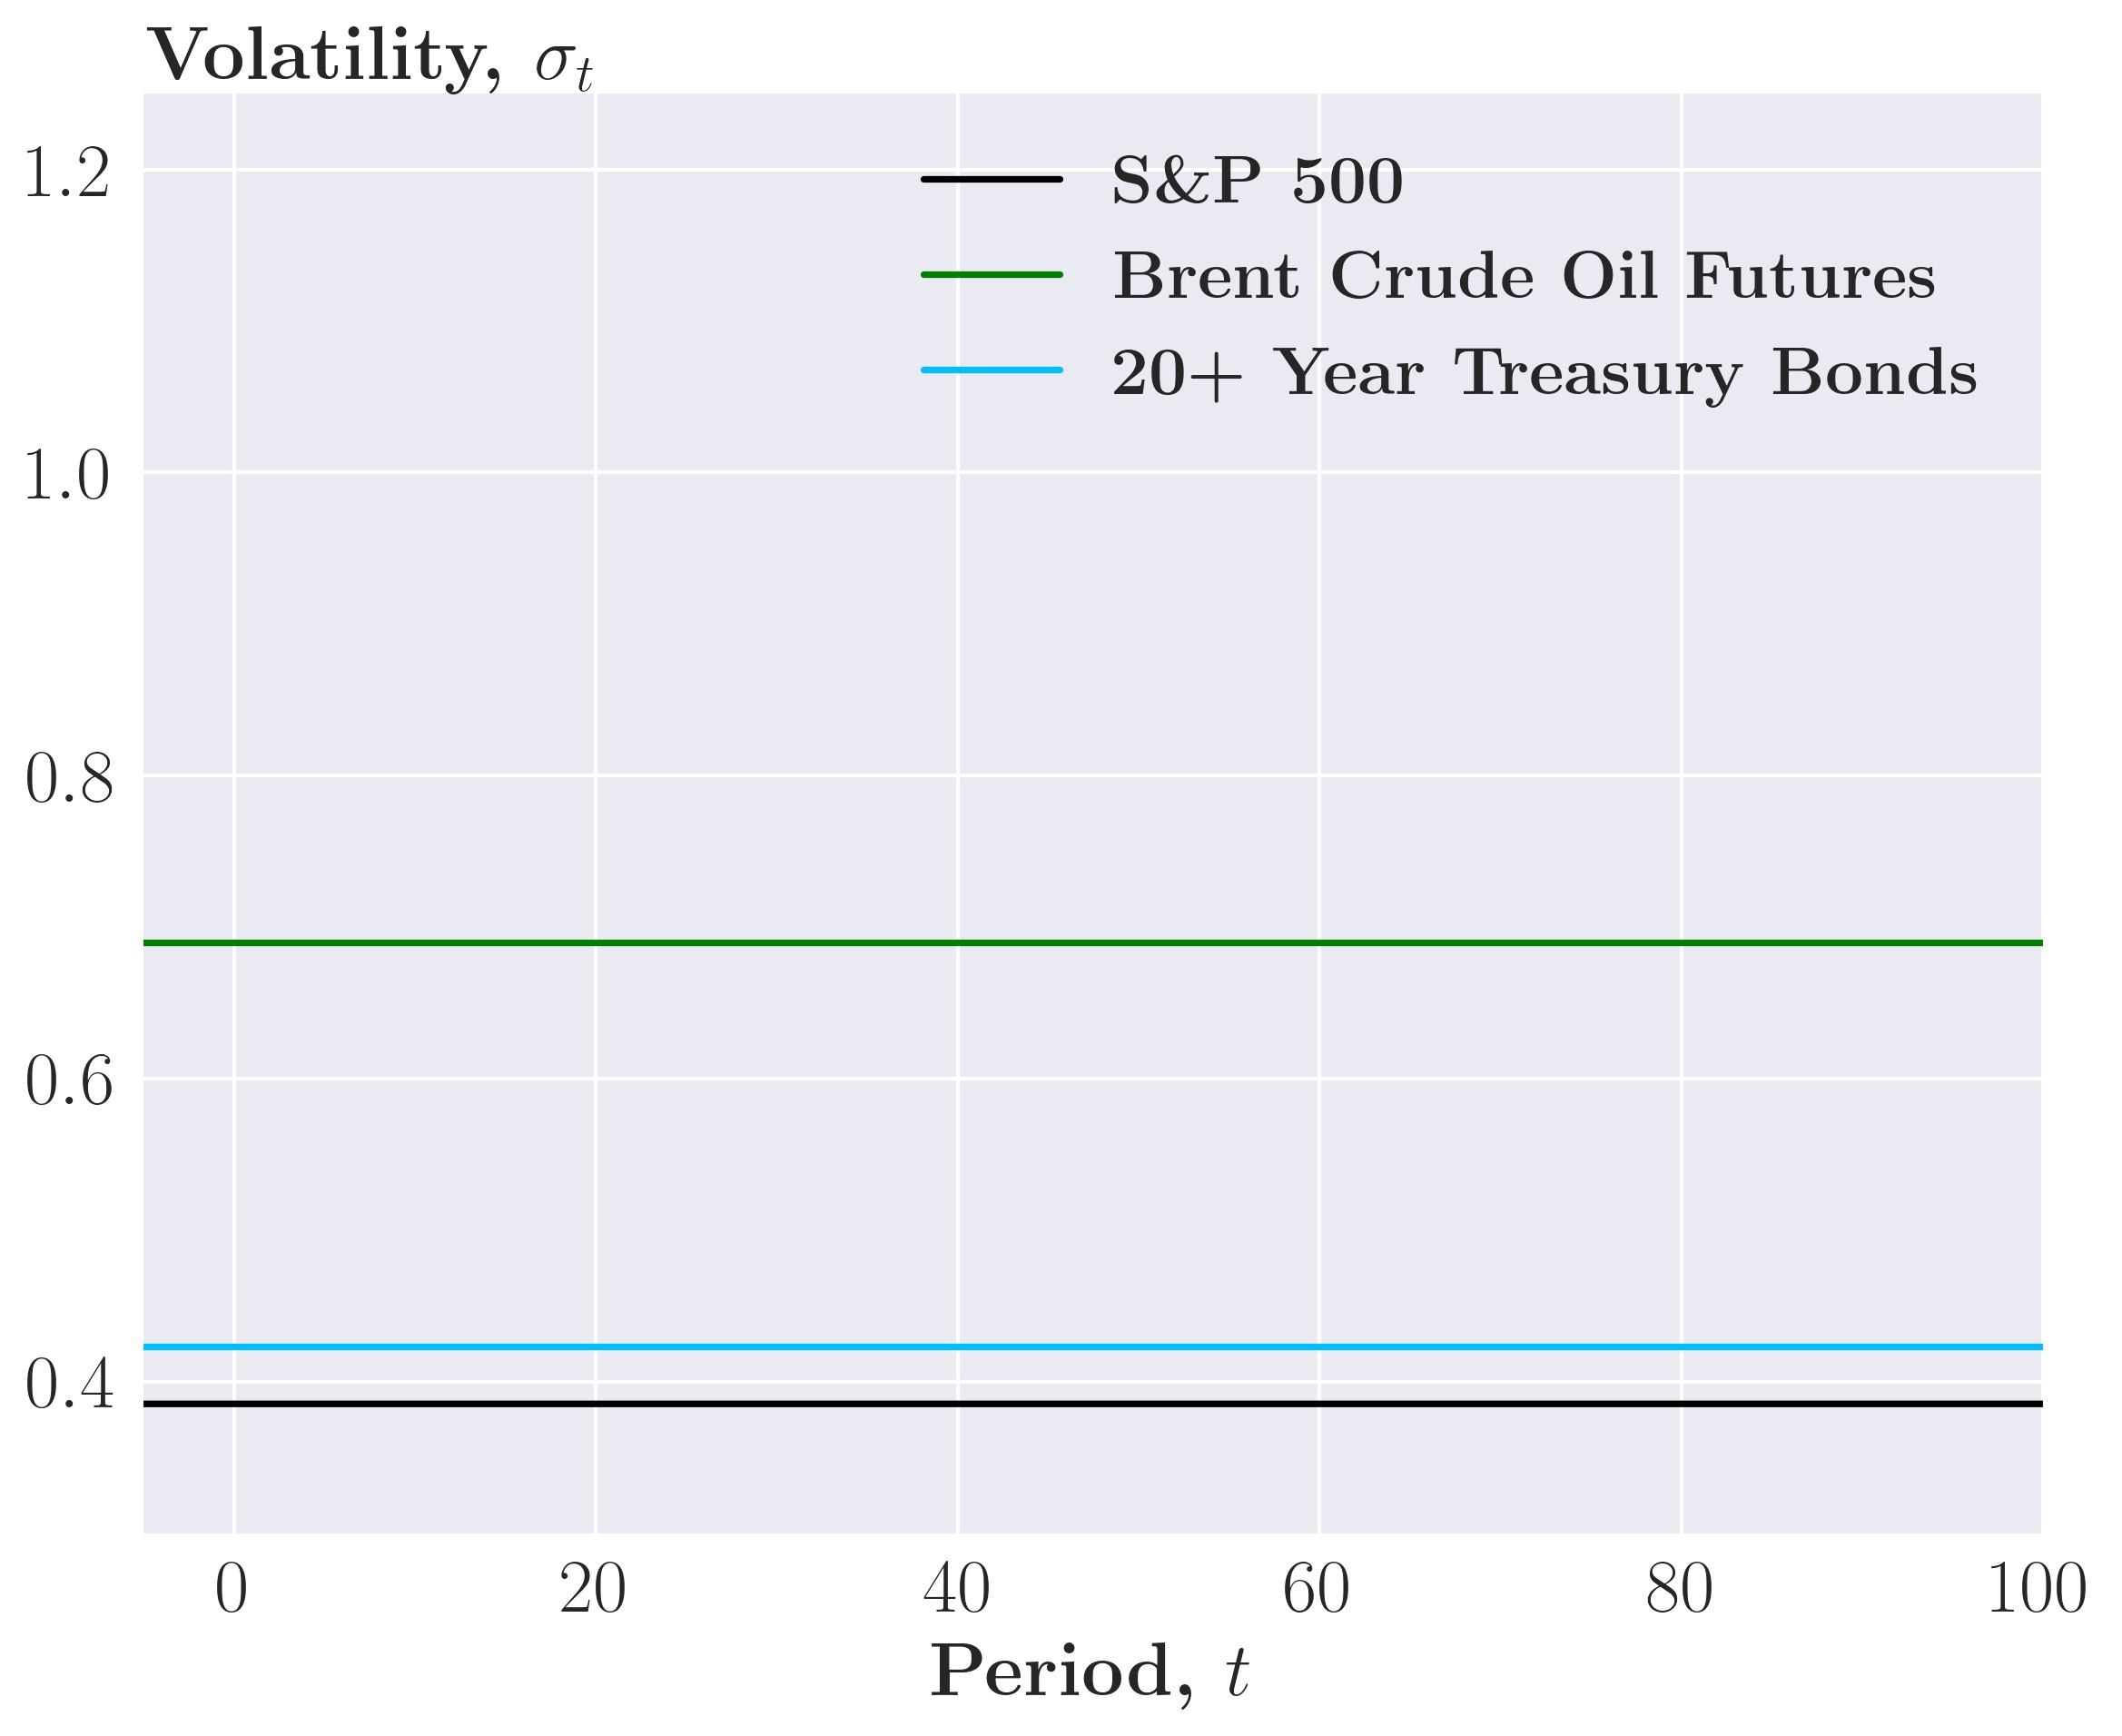 Volatility, σt
1.2
S&P 500
Brent Crude Oil Futures
20+ Year Treasury Bonds
1.0
0.8
0.6
0.4
0 20 40 60 80 100
Period, t